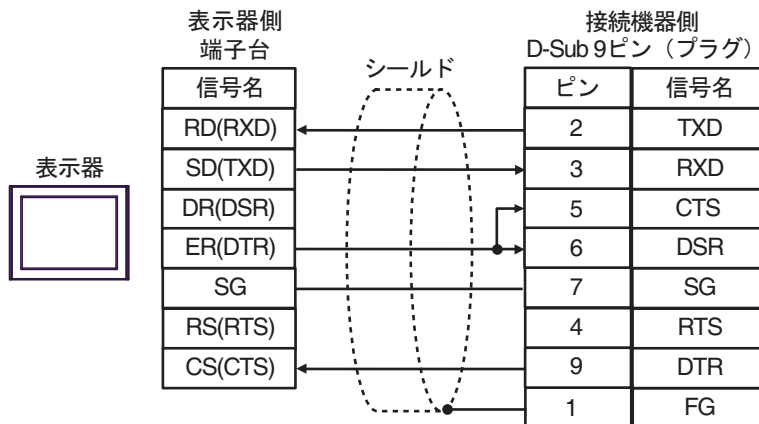 表示器側
端子台
接続機器側
D-Sub 9ピン（プラグ）
シールド
信号名
ピン
信号名
RD(RXD)
2
TXD
表示器
SD(TXD)
3
RXD
DR(DSR)
5
CTS
ER(DTR)
6
DSR
SG
7
SG
RS(RTS)
4
RTS
CS(CTS)
9
DTR
1
FG